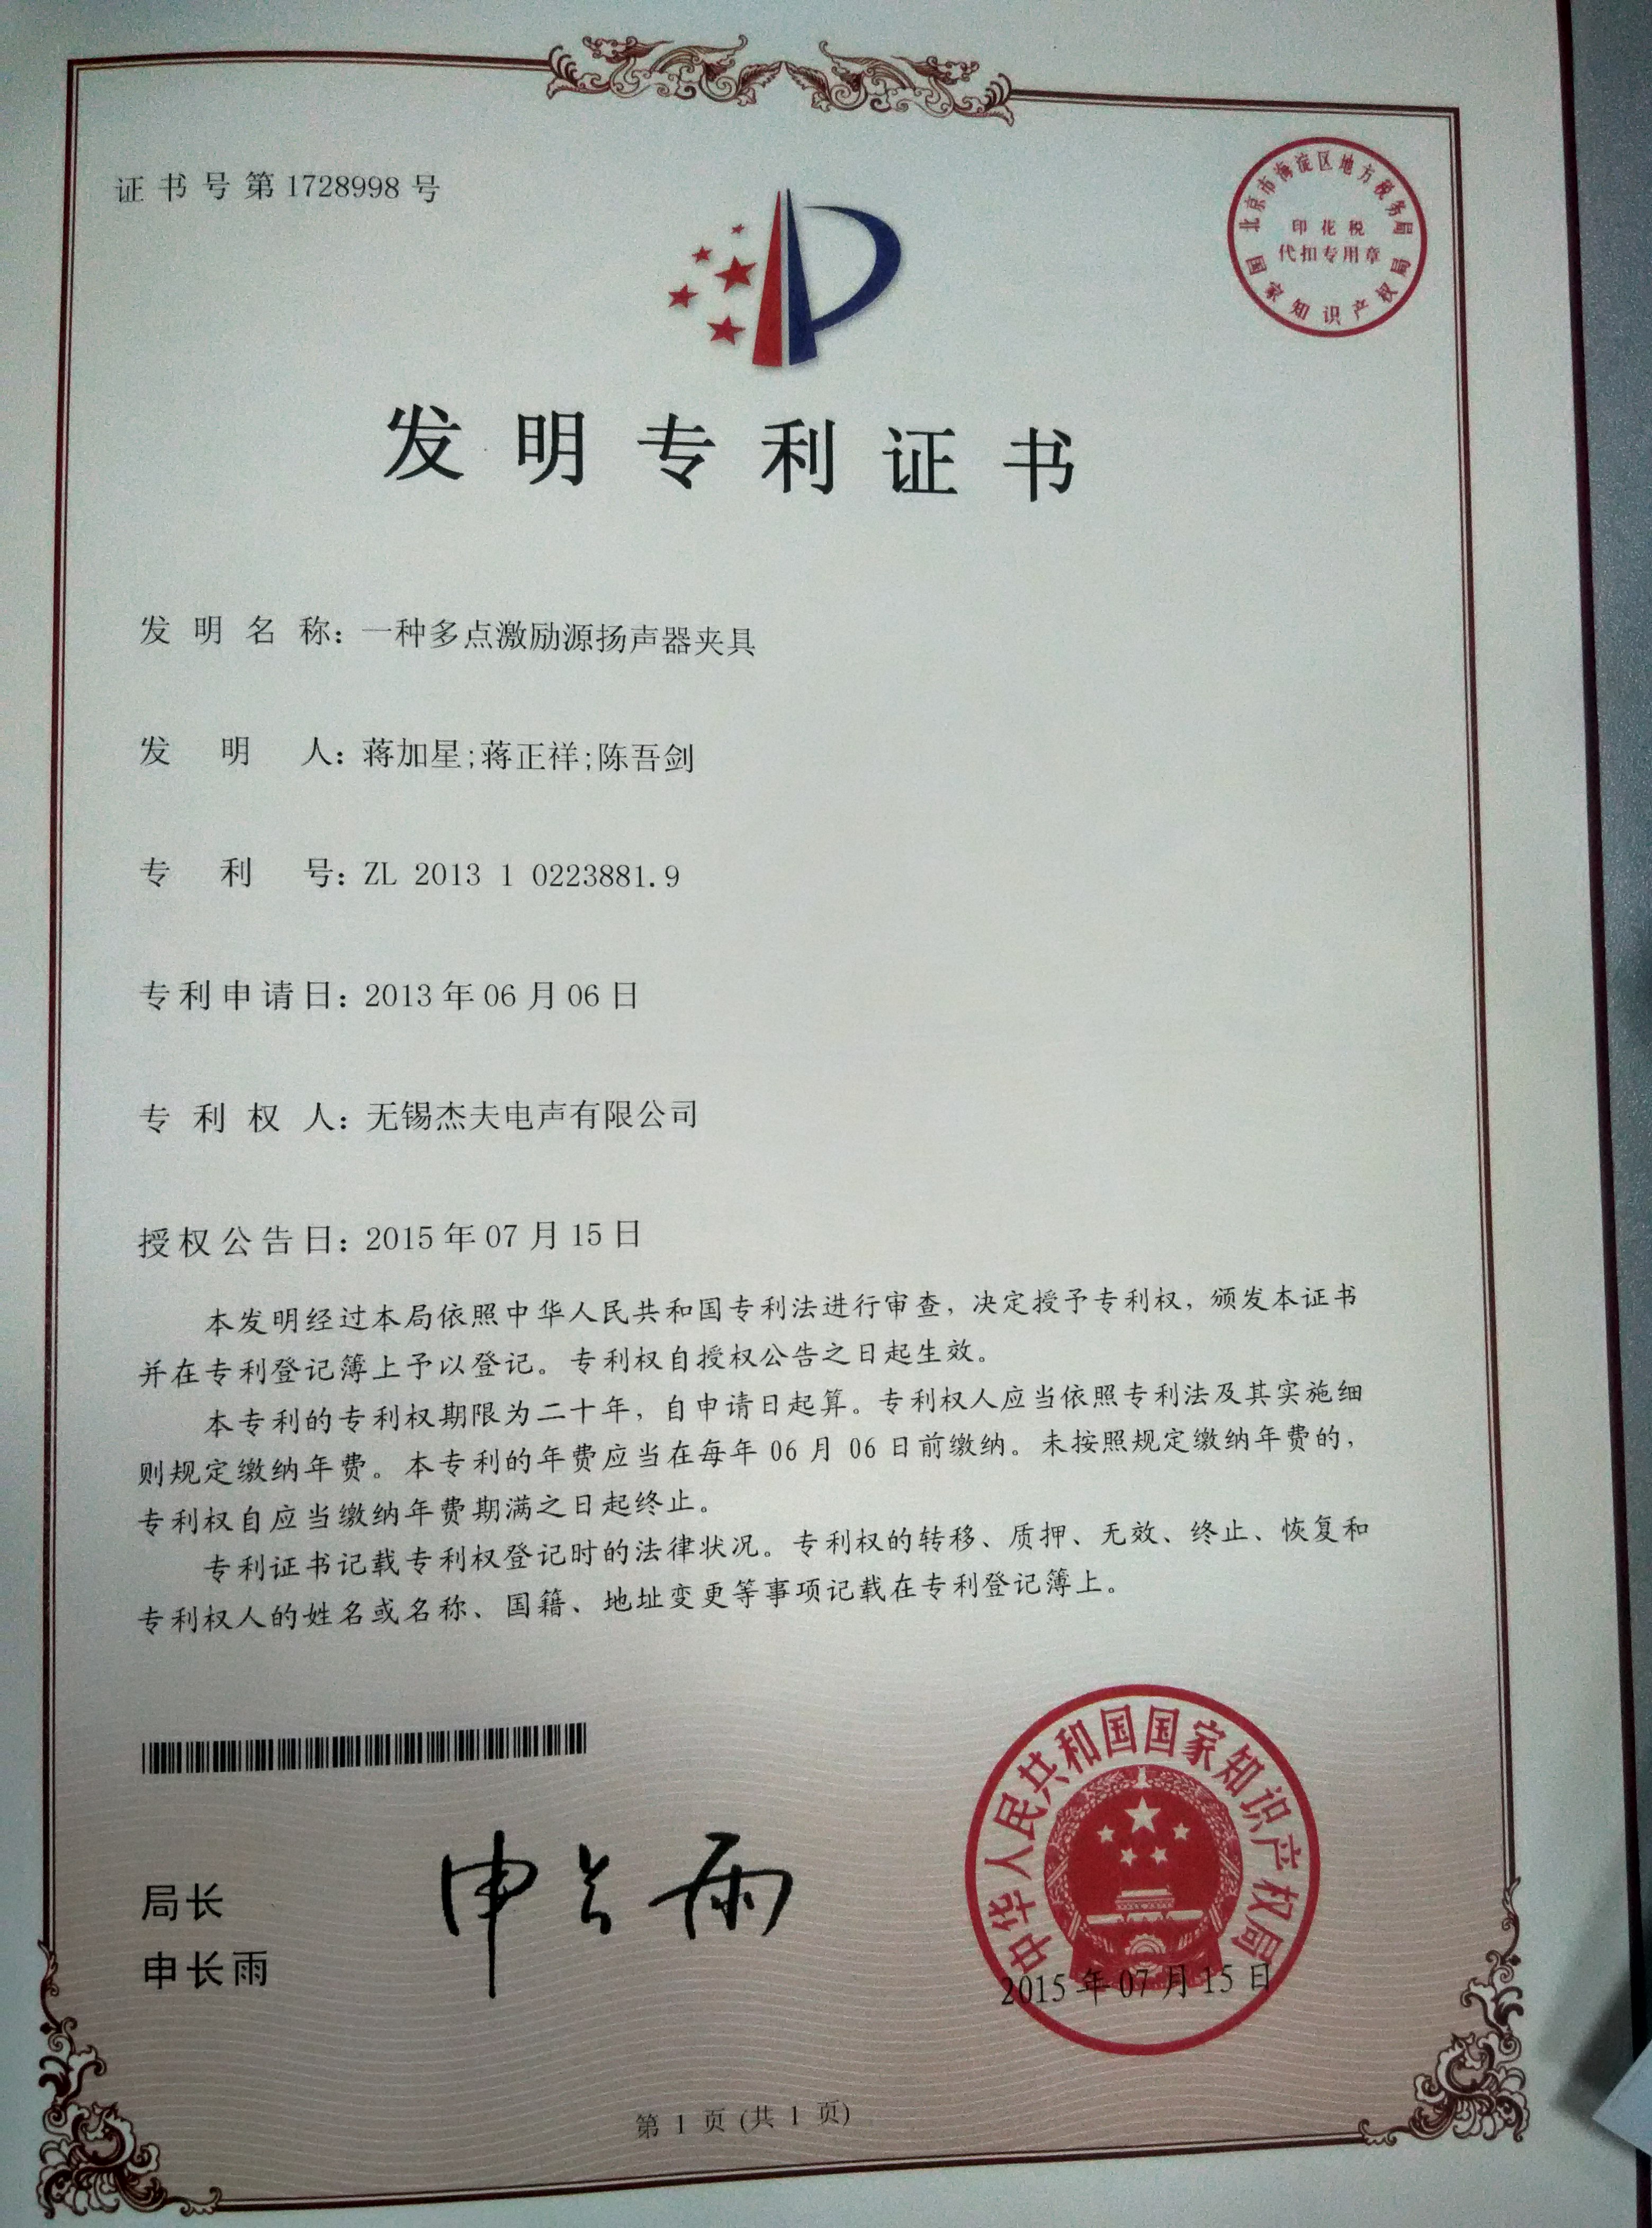 证书号第1728998号
北京市海淀区地方税务局
印花税
代扣专用章
国家知识产权局
发明专利证书
发明名称：一种多点激励源扬声器夹具
发明人：蒋加星;蒋正祥;陈吾剑
专利号：ZL 2013 1 0223881.9
专利申请日：2013年06月06日
专利权人：无锡杰夫电声有限公司
授权公告日：2015年07月15日
本发明经过本局依照中华人民共和国专利法进行审查，决定授予专利权，颁发本证书
并在专利登记簿上予以登记。专利权自授权公告之日起生效。
本专利的专利权期限为二十年，自申请日起算。专利权人应当依照专利法及其实施细
则规定缴纳年费。本专利的年费应当在每年06月06日前缴纳。未按照规定缴纳年费的，
专利权自应当缴纳年费期满之日起终止。
专利证书记载专利权登记时的法律状况。专利权的转移、质押、无效、终止、恢复和
专利权人的姓名或名称、国籍、地址变更等事项记载在专利登记簿上。
局长
申长雨
申长雨
中华人民共和国国家知识产权局
2015年07月15日
第 1 页 (共 1 页)